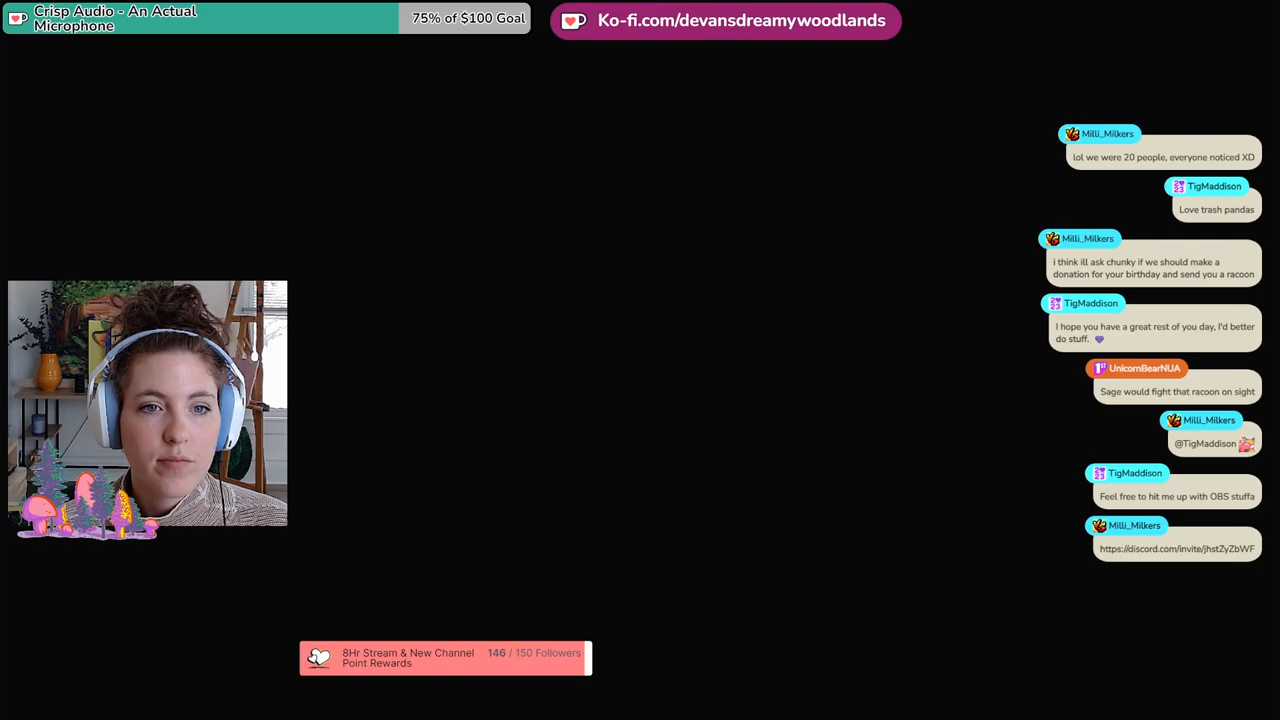 Crisp Audio - An Actual
Microphone
75% of $100 Goal
Ko-fi.com/devansdreamywoodlands
Milli_Milkers
lol we were 20 people, everyone noticed XD
TigMaddison
Love trash pandas
Milli_Milkers
i think ill ask chunky if we should make a
donation for your birthday and send you a racoon
TigMaddison
I hope you have a great rest of you day, I'd better
do stuff.
1ST UnicornBearNUA
Sage would fight that racoon on sight
Milli_Milkers
@TigMaddison
TigMaddison
Feel free to hit me up with OBS stuffa
Milli_Milkers
https://discord.com/invite/jhstZyZbWF
8Hr Stream & New Channel
Point Rewards
146 / 150 Followers